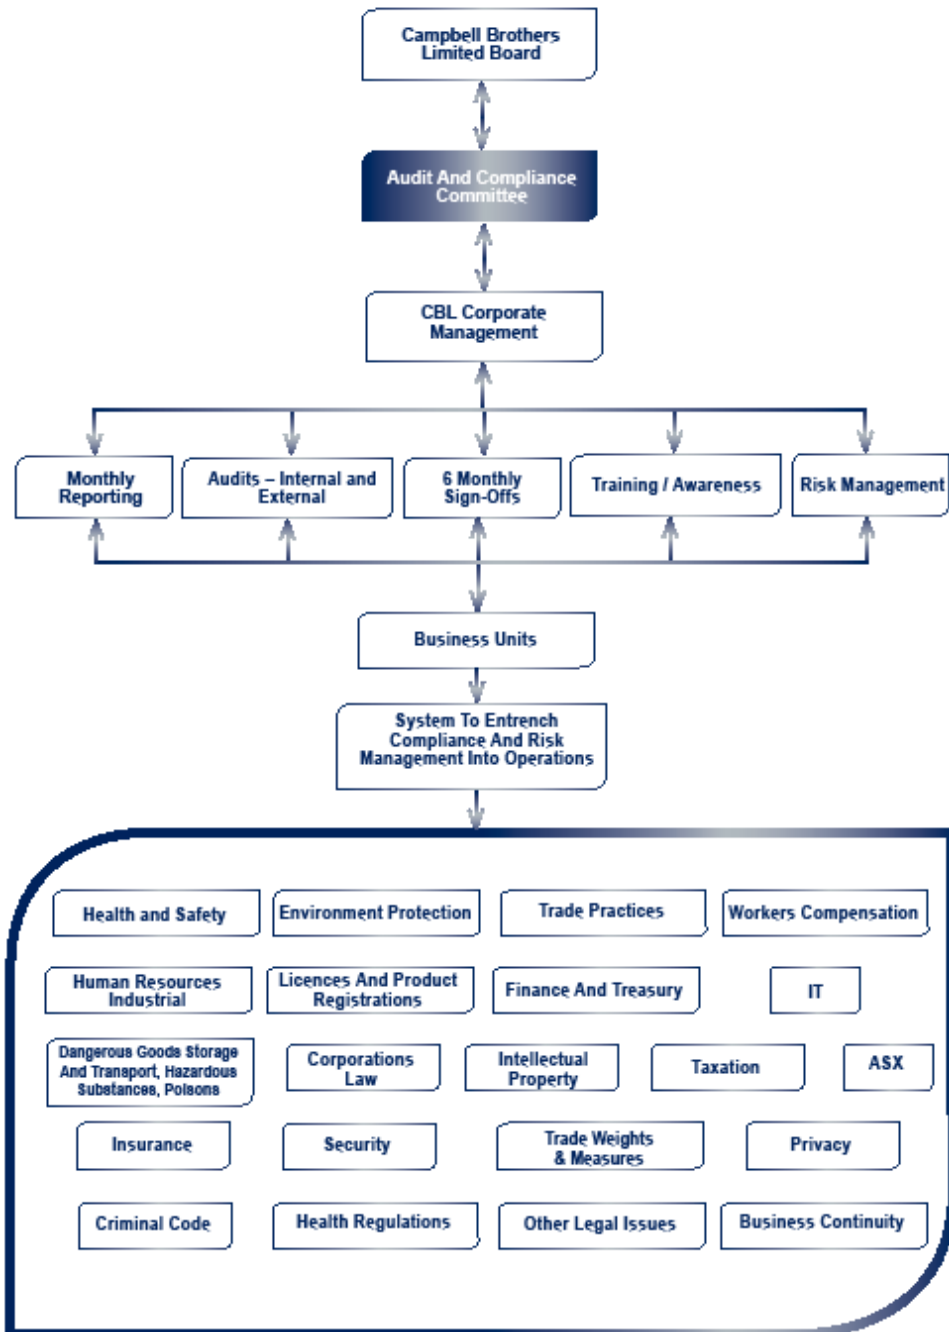 Campbell Brothers
Limited Board
Audit And Compliance
Committee
CBL Corporate
Management
Monthly
Reporting
Audits – Internal and
External
6 Monthly
Sign-Offs
Training / Awareness
Risk Management
Business Units
System To Entrench
Compliance And Risk
Management Into Operations
Health and Safety
Environment Protection
Trade Practices
Workers Compensation
Human Resources
Industrial
Licences And Product
Registrations
Finance And Treasury
IT
Dangerous Goods Storage
And Transport, Hazardous
Substances, Poisons
Corporations
Law
Intellectual
Property
Taxation
ASX
Insurance
Security
Trade Weights
& Measures
Privacy
Criminal Code
Health Regulations
Other Legal Issues
Business Continuity